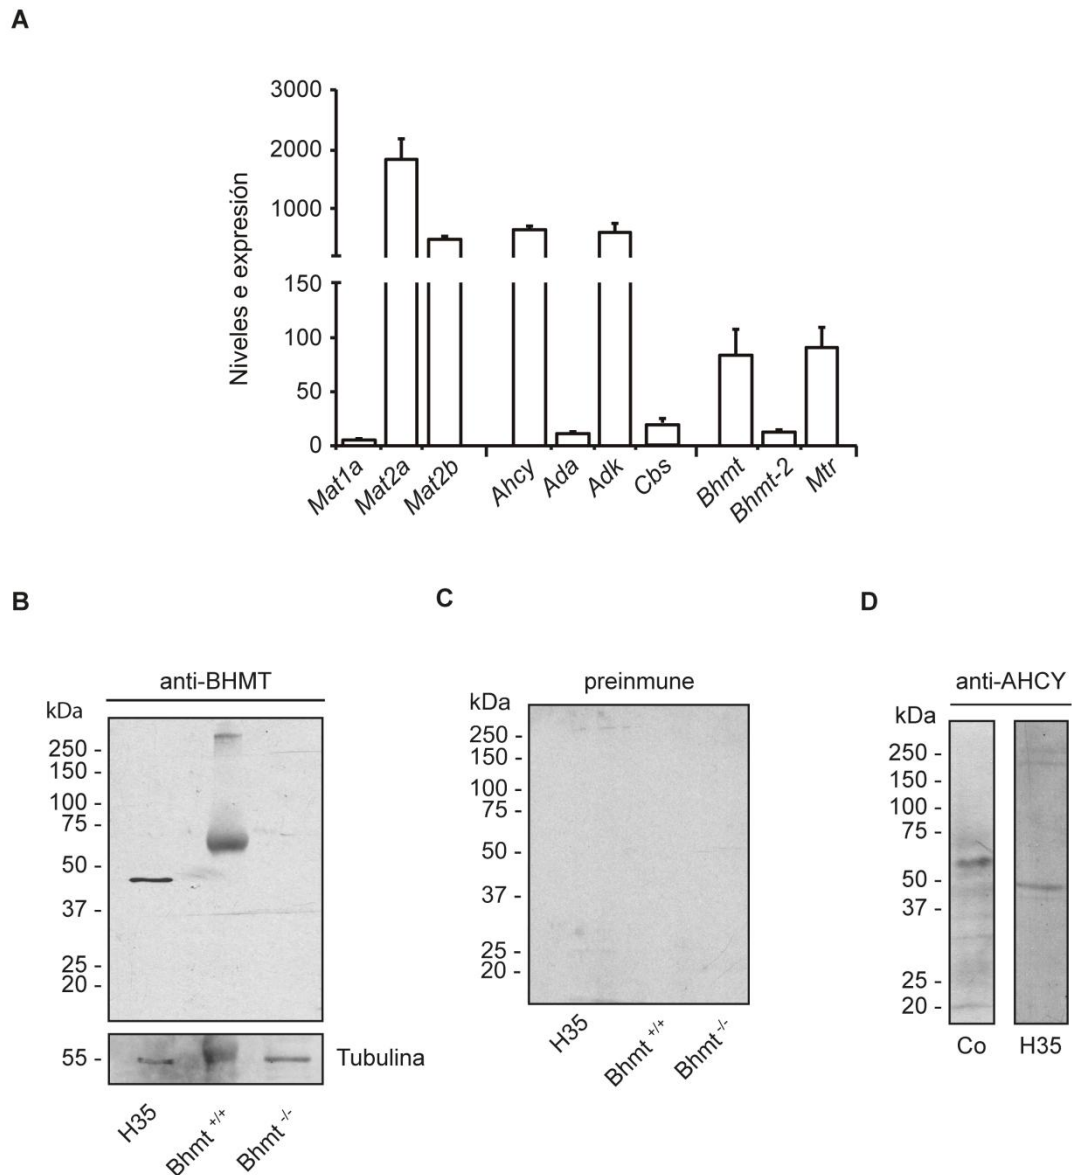 A
Niveles e expresión
3000
2000
1000
150
100
50
0
Mat1a
Mat2a
Mat2b
Ahcy
Ada
Adk
Cbs
Bhmt
Bhmt-2
Mtr
B
anti-BHMT
kDa
250 -
150 -
100 -
75 -
50 -
37 -
25 -
20 -
55 -
Tubulina
H35
Bhmt +/+
Bhmt -/-
C
preinmune
kDa
250 -
150 -
100 -
75 -
50 -
37 -
25 -
20 -
H35
Bhmt +/+
Bhmt -/-
D
anti-AHCY
kDa
250 -
150 -
100 -
75 -
50 -
37 -
25 -
20 -
Co
H35